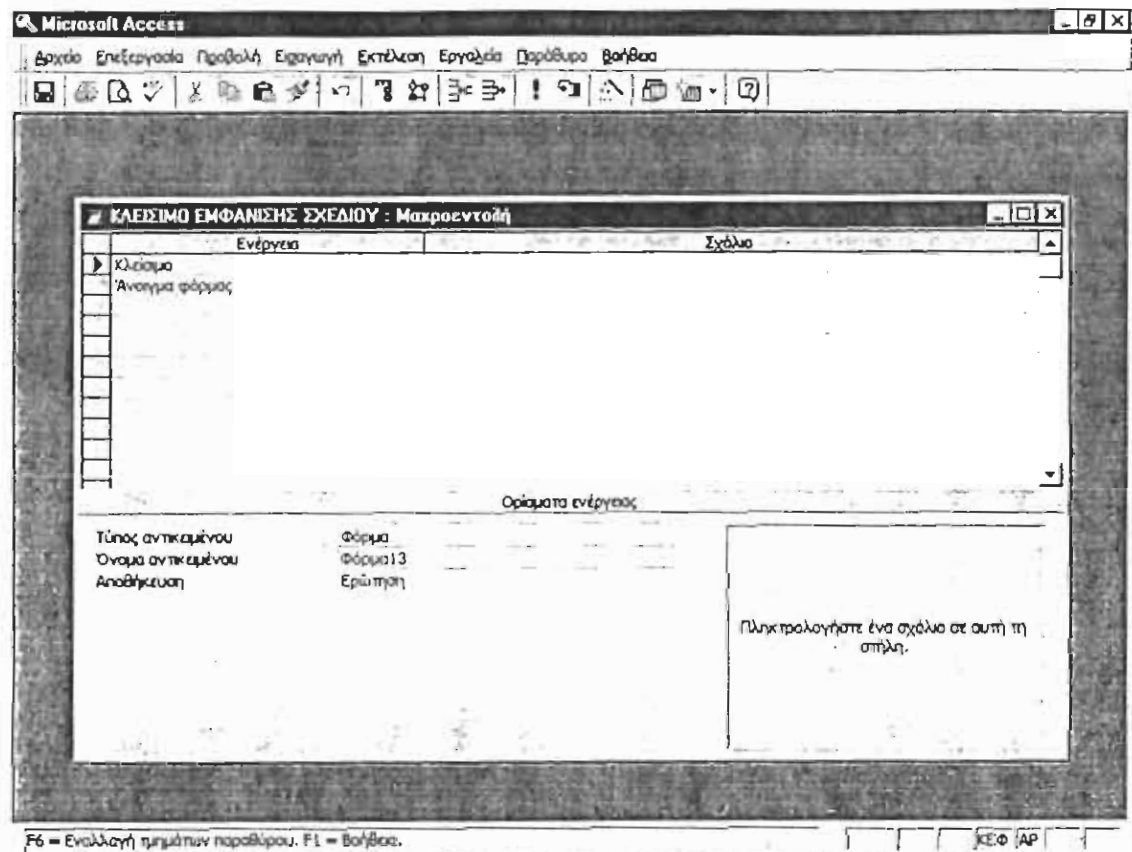 Microsoft Access
Αρχείο Επεξεργασία Προβολή Εισαγωγή Εκτέλεση Εργαλεία Παράθυρο Βοήθεια
ΚΛΕΙΣΙΜΟ ΕΜΦΑΝΙΣΗΣ ΣΧΕΔΙΟΥ : Μακροεντολή
Ενέργεια Σχόλιο
Κλείσιμο
Άνοιγμα φόρμας
Ορίσματα ενέργειας
Τύπος αντικειμένου Φόρμα
Όνομα αντικειμένου Φόρμα13
Αποθήκευση Ερώτηση
Πληκτρολογήστε ένα σχόλιο σε αυτή τη
στήλη.
F6 = Εναλλαγή τμημάτων παραθύρου. F1 = Βοήθεια. ΚΕΦ ΑΡ